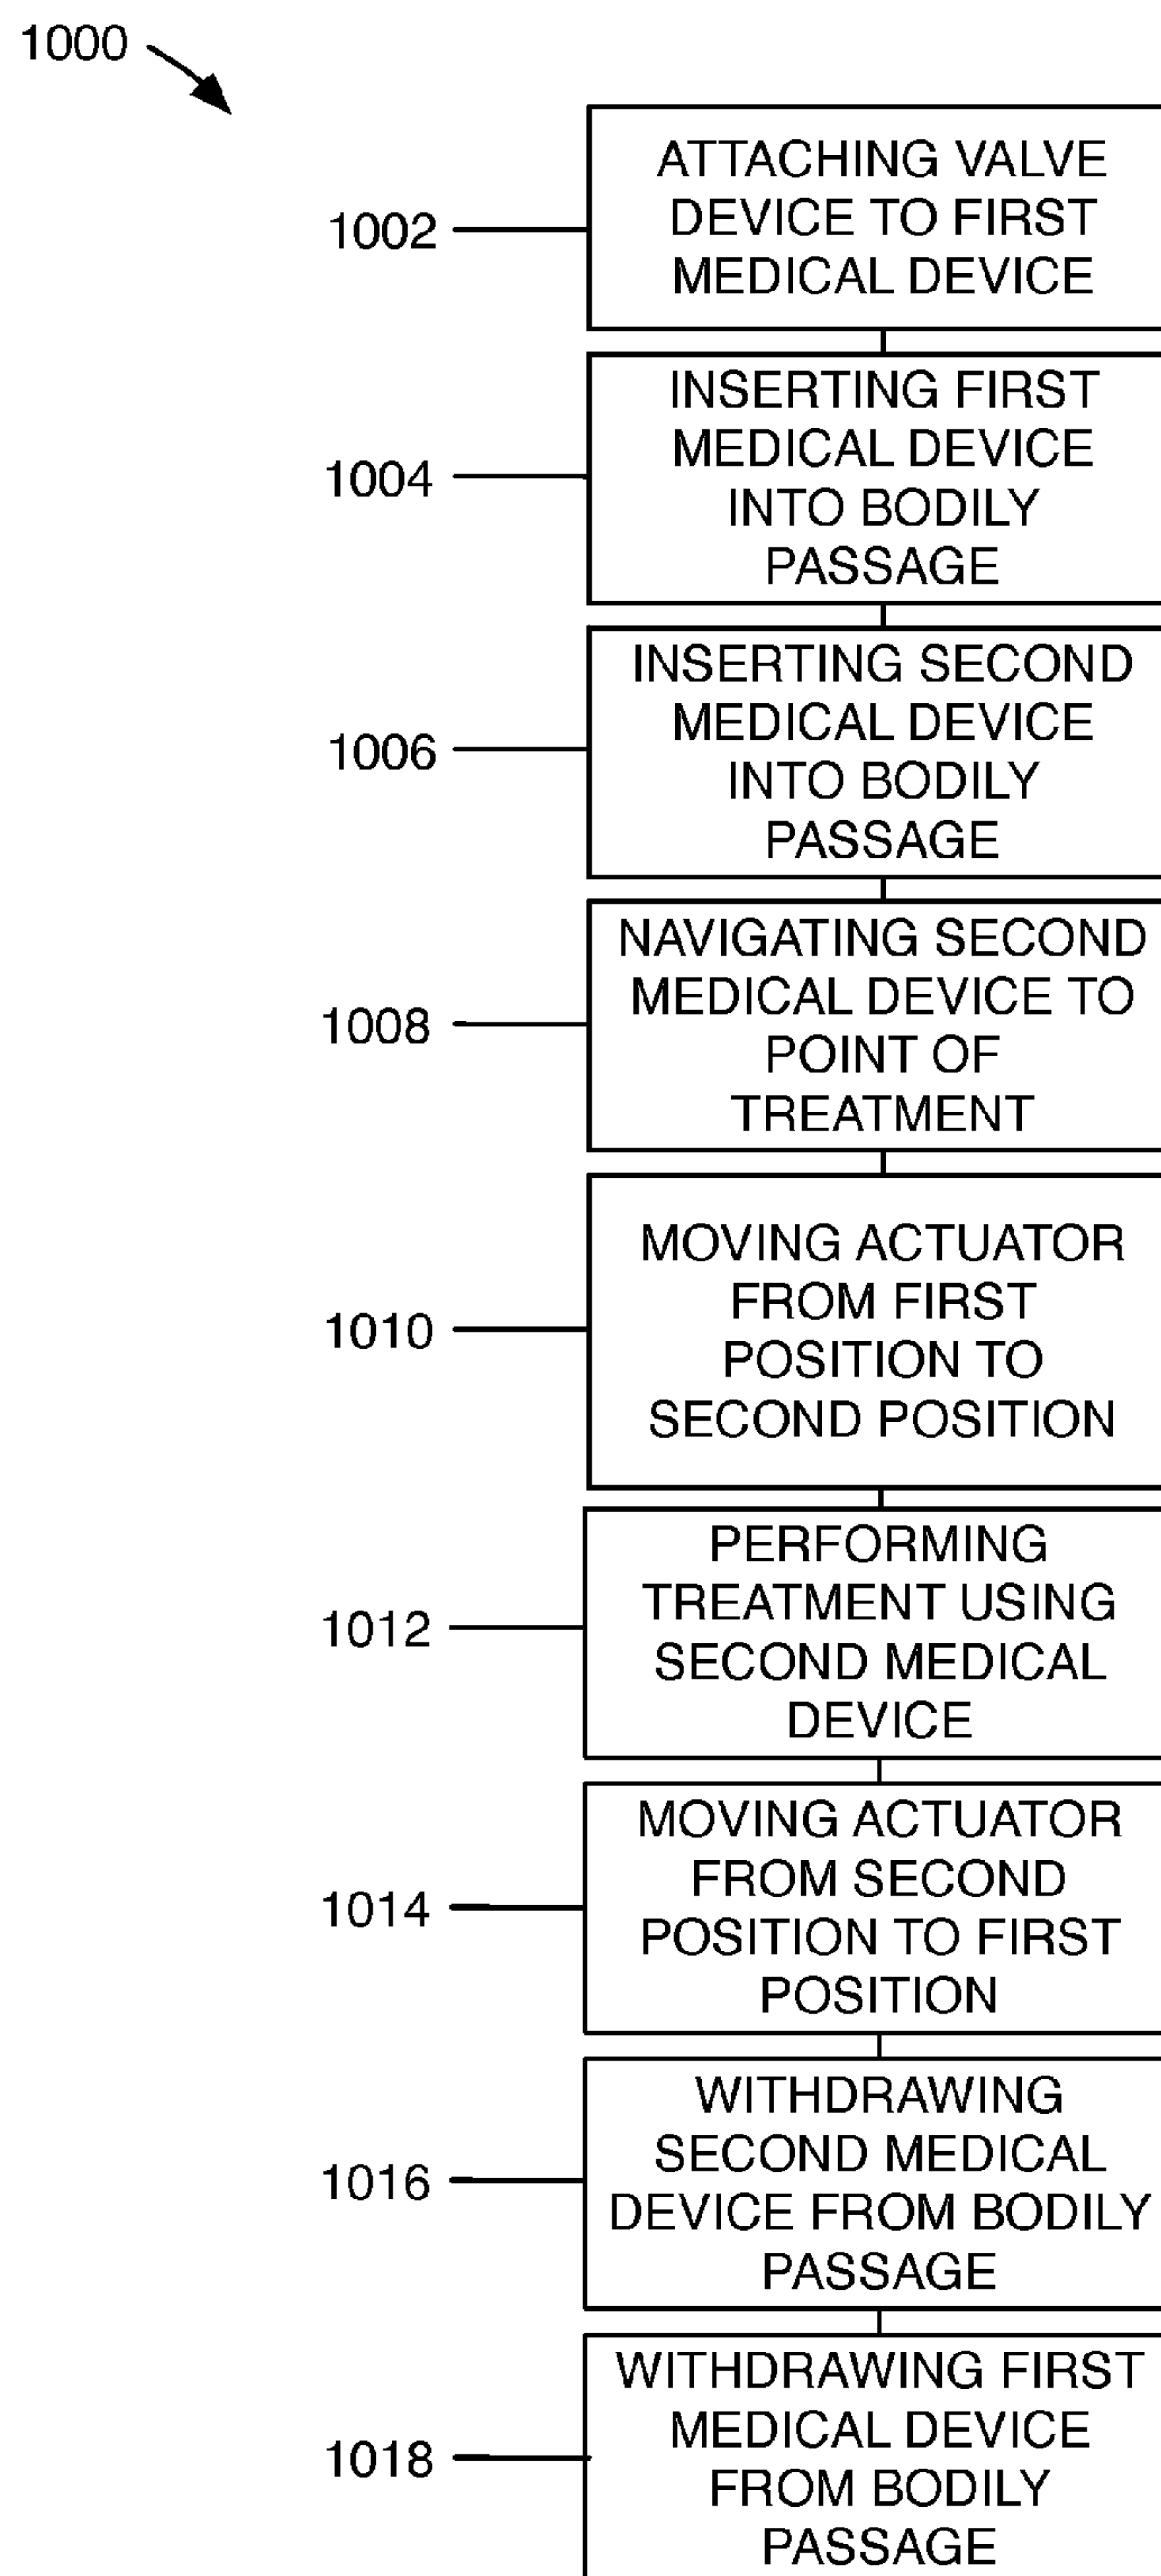 1000
1002
ATTACHING VALVE
DEVICE TO FIRST
MEDICAL DEVICE
1004
INSERTING FIRST
MEDICAL DEVICE
INTO BODILY
PASSAGE
1006
INSERTING SECOND
MEDICAL DEVICE
INTO BODILY
PASSAGE
1008
NAVIGATING SECOND
MEDICAL DEVICE TO
POINT OF
TREATMENT
1010
MOVING ACTUATOR
FROM FIRST
POSITION TO
SECOND POSITION
1012
PERFORMING
TREATMENT USING
SECOND MEDICAL
DEVICE
1014
MOVING ACTUATOR
FROM SECOND
POSITION TO FIRST
POSITION
1016
WITHDRAWING
SECOND MEDICAL
DEVICE FROM BODILY
PASSAGE
1018
WITHDRAWING FIRST
MEDICAL DEVICE
FROM BODILY
PASSAGE